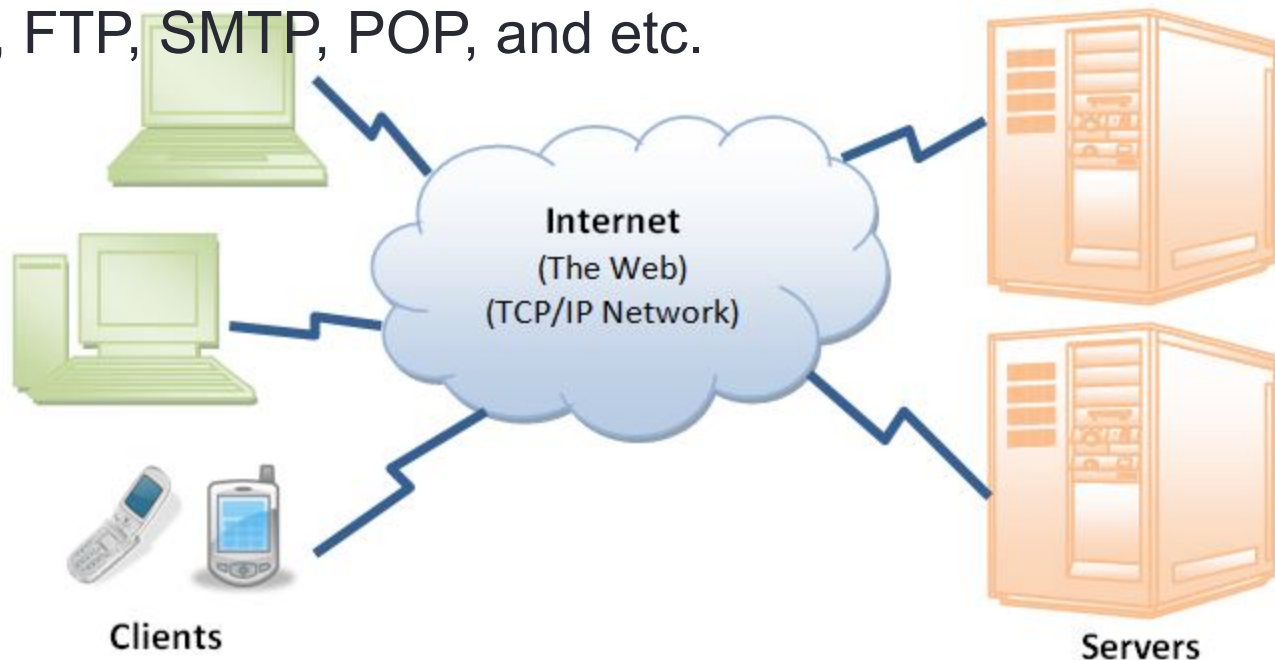 , FTP, SMTP, POP, and etc.
Internet
(The Web)
(TCP/IP Network)
Clients
Servers